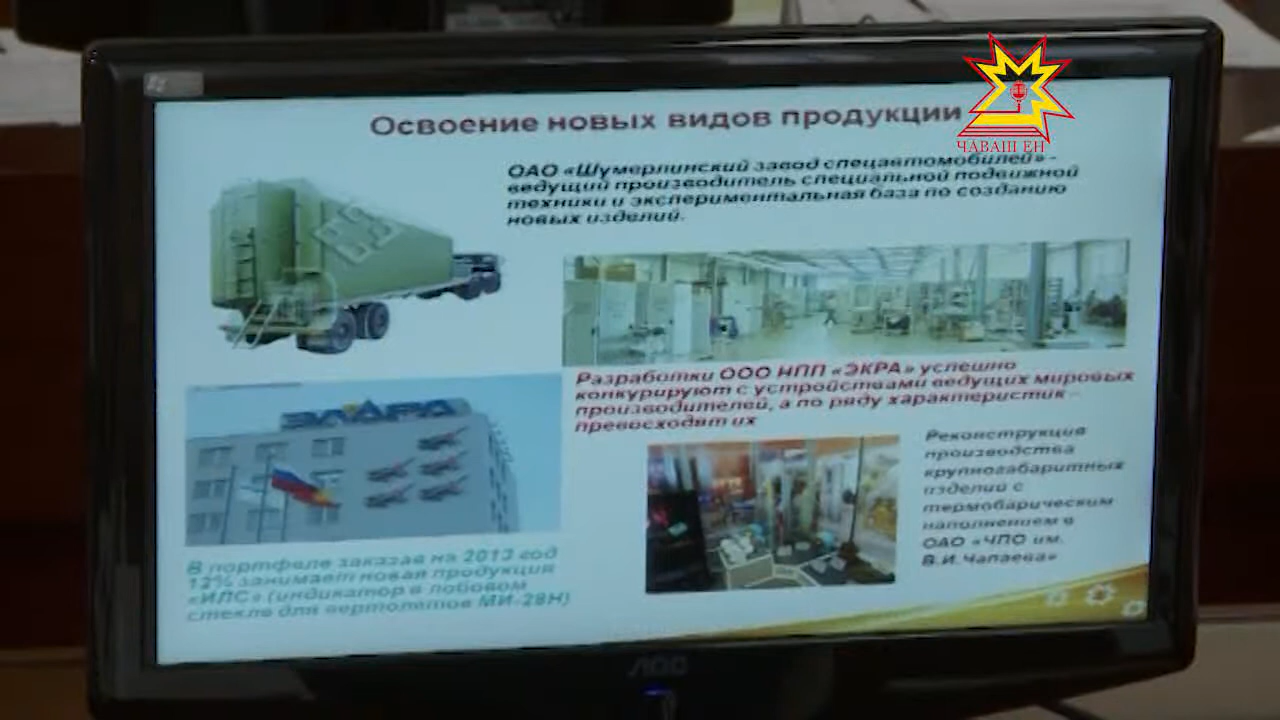 Освоение новых видов продукции
ЧӐВАШ ЕН
ОАО «Шумерлинский завод спецавтомобилей» -
ведущий производитель специальной подвижной
техники и экспериментальная база по созданию
новых изделий.
Разработки ООО НПП «ЭКРА» успешно
конкурируют с устройствами ведущих мировых
производителей, а по ряду характеристик –
превосходят их
ЭЛАРА
В портфеле заказав на 2013 год
12% занимает новая продукция
«ИЛС» (индикатор в лобовом
стекле для вертолетов МИ-28Н)
Реконструкция
производства
крупногабаритных
изделий с
термобарическим
наполнением в
ОАО «ЧПО им.
В.И.Чапаева»
AOC